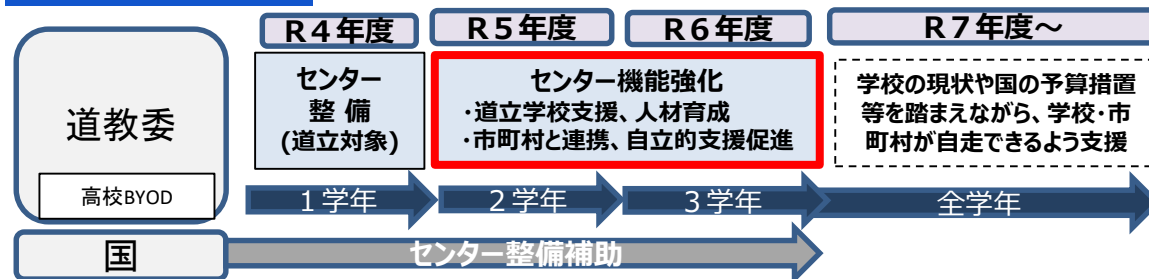 R4年度
R5年度
R6年度
R7年度～
道教委
高校BYOD
センター
整 備
(道立対象)
センター機能強化
・道立学校支援、人材育成
・市町村と連携、自立的支援促進
学校の現状や国の予算措置
等を踏まえながら、学校・市
町村が自走できるよう支援
1学年
2学年
3学年
全学年
国
センター整備補助